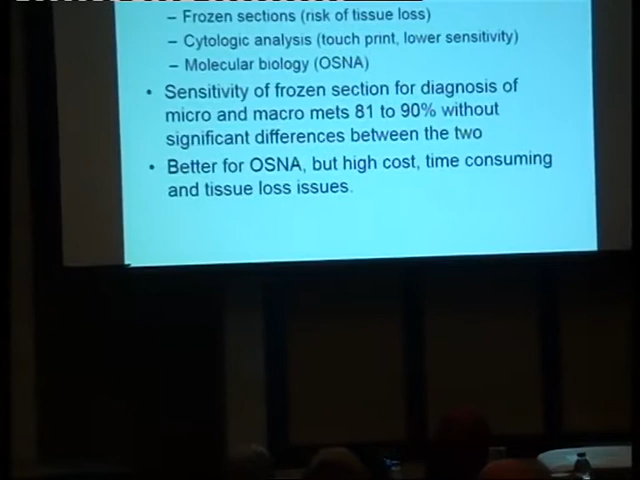 – Frozen sections (risk of tissue loss)
– Cytologic analysis (touch print, lower sensitivity)
– Molecular biology (OSNA)
• Sensitivity of frozen section for diagnosis of
micro and macro mets 81 to 90% without
significant differences between the two
• Better for OSNA, but high cost, time consuming
and tissue loss issues.